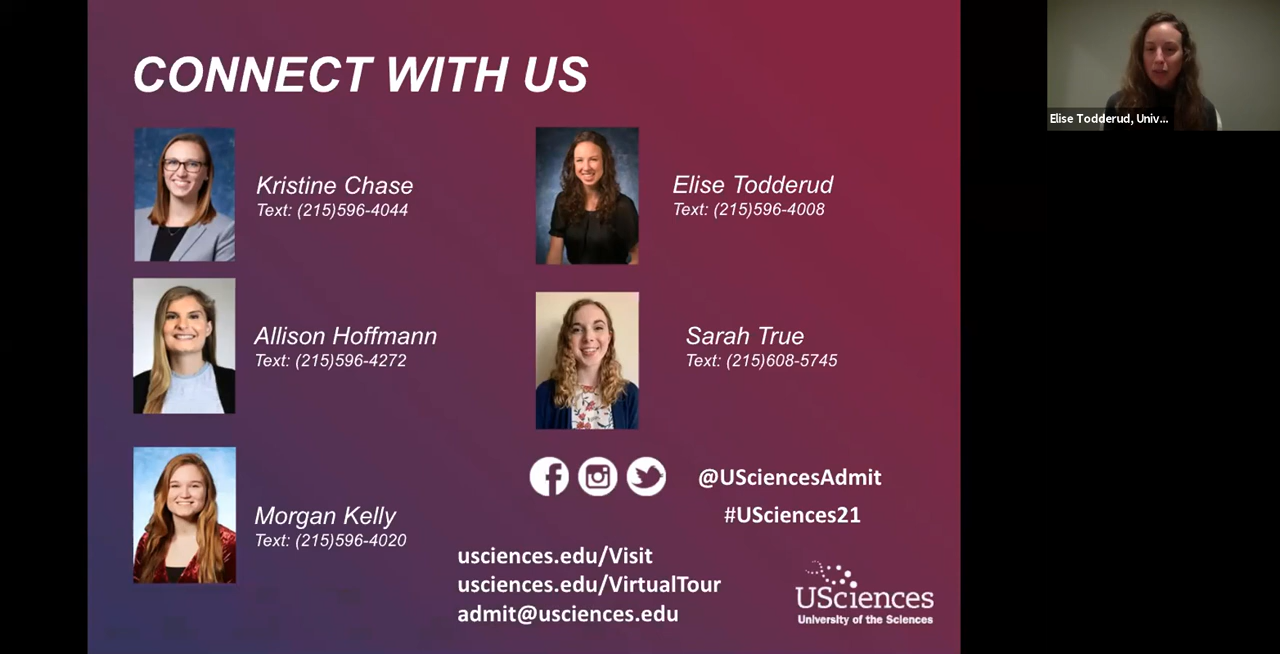 CONNECT WITH US
Kristine Chase
Text: (215)596-4044
Elise Todderud
Text: (215)596-4008
Allison Hoffmann
Text: (215)596-4272
Sarah True
Text: (215)608-5745
Morgan Kelly
Text: (215)596-4020
@USciencesAdmit
#USciences21
usciences.edu/Visit
usciences.edu/VirtualTour
admit@usciences.edu
USciences
University of the Sciences
Elise Todderud, Univ...